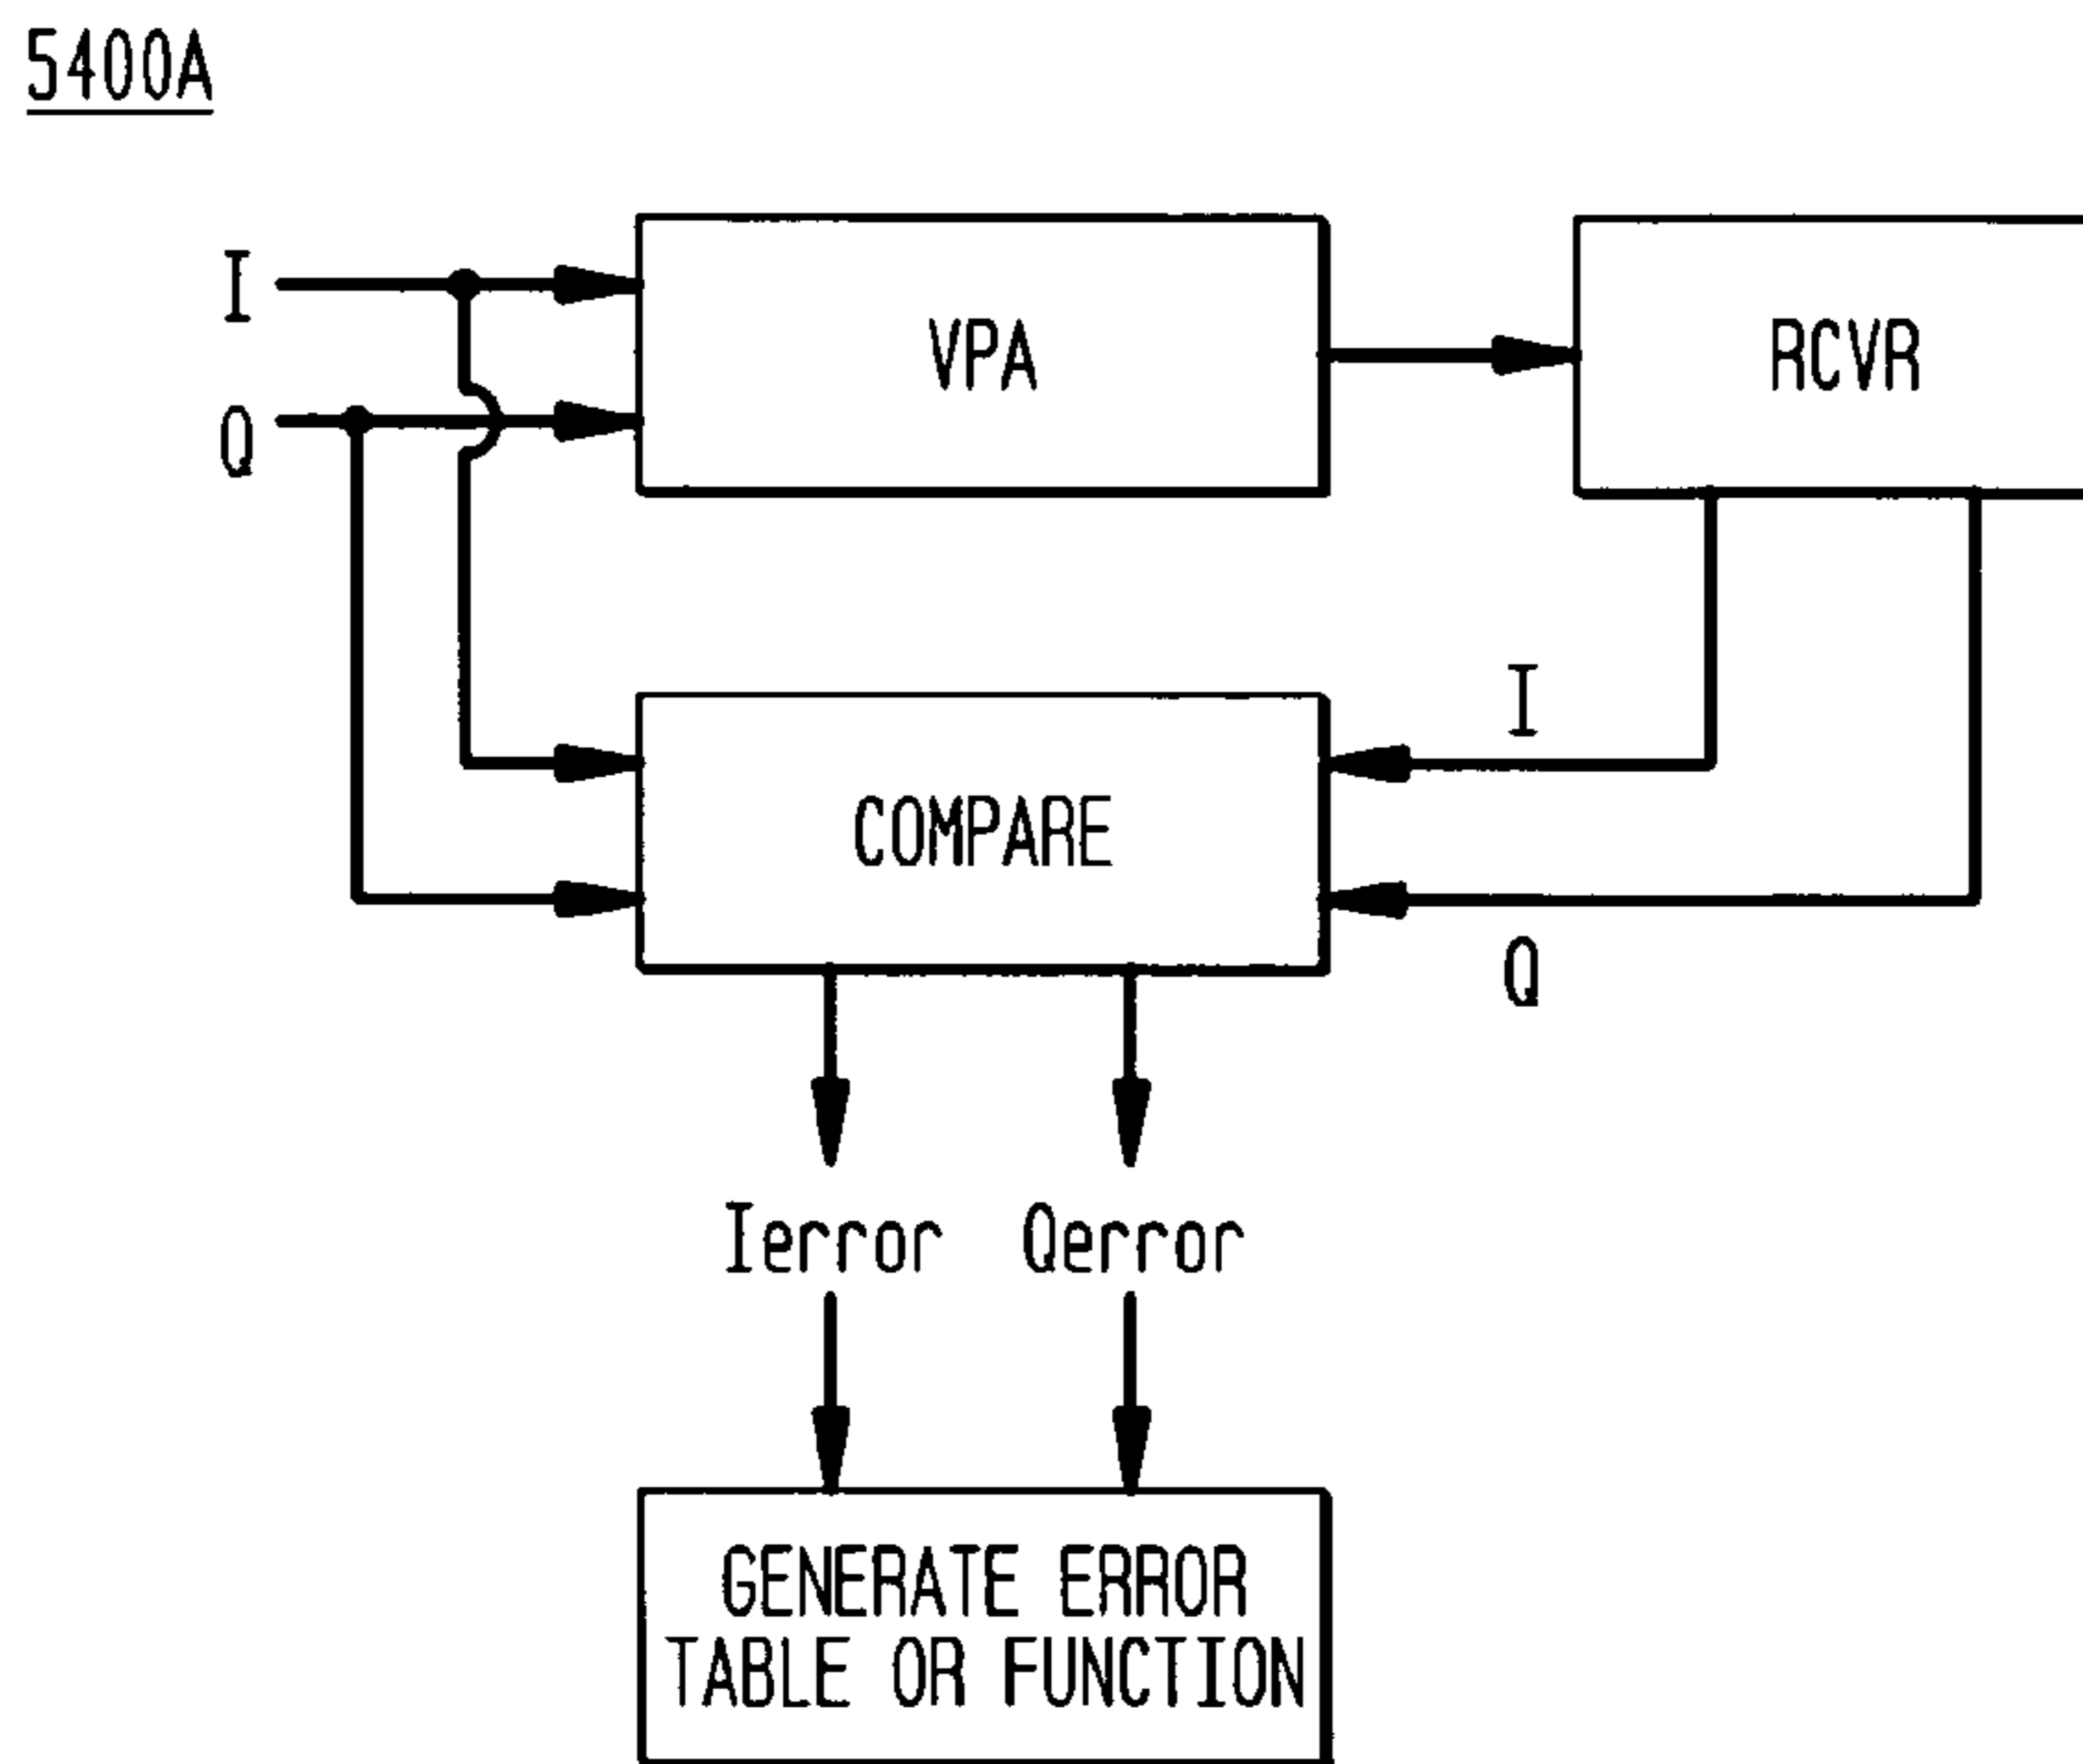 5400A
I
Q
VPA
RCVR
I
COMPARE
Q
Ierror Qerror
GENERATE ERROR
TABLE OR FUNCTION